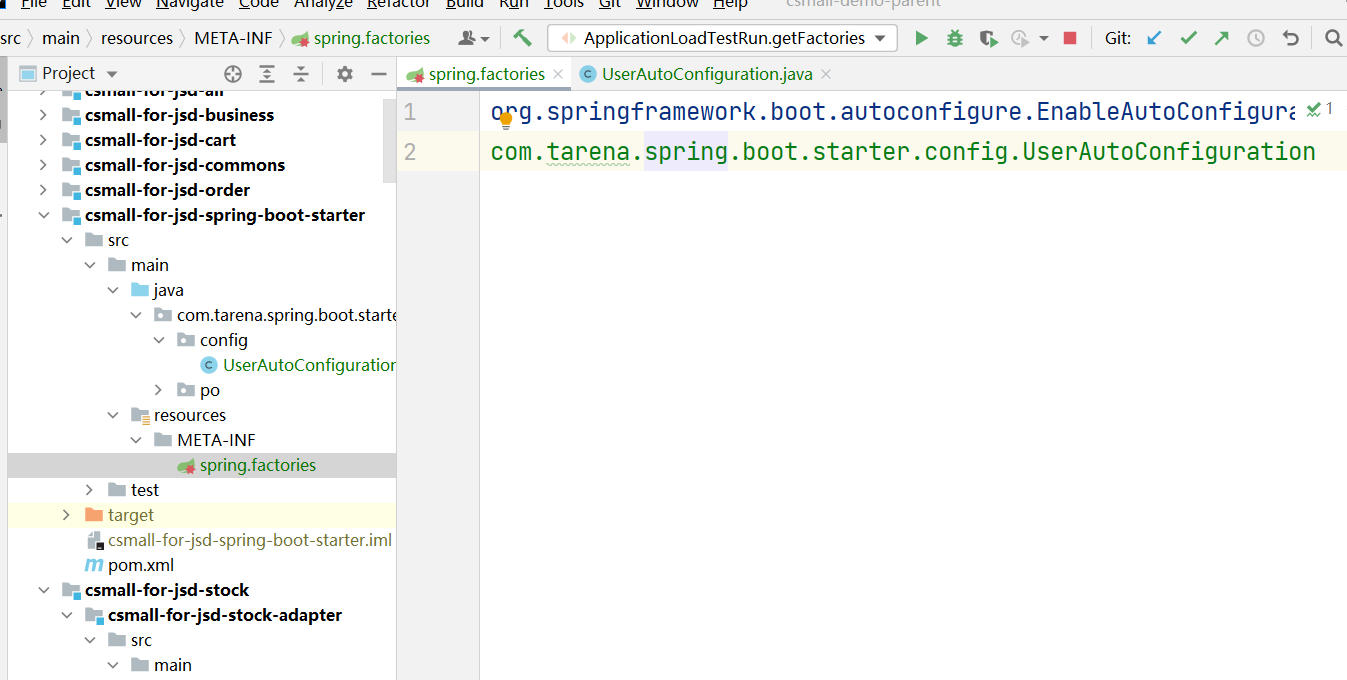 File Edit View Navigate Code Analyze Refactor Build Run Tools Git Window Help csmall-demo-parent
src main resources META-INF spring.factories ApplicationLoadTestRun.getFactories Git:
Project spring.factories UserAutoConfiguration.java
csmall-for-jsd-all
csmall-for-jsd-business
csmall-for-jsd-cart
csmall-for-jsd-commons
csmall-for-jsd-order
csmall-for-jsd-spring-boot-starter
src
main
java
com.tarena.spring.boot.starte
config
UserAutoConfiguration
po
resources
META-INF
spring.factories
test
target
csmall-for-jsd-spring-boot-starter.iml
pom.xml
csmall-for-jsd-stock
csmall-for-jsd-stock-adapter
src
main
1 org.springframework.boot.autoconfigure.EnableAutoConfigura 1
2 com.tarena.spring.boot.starter.config.UserAutoConfiguration